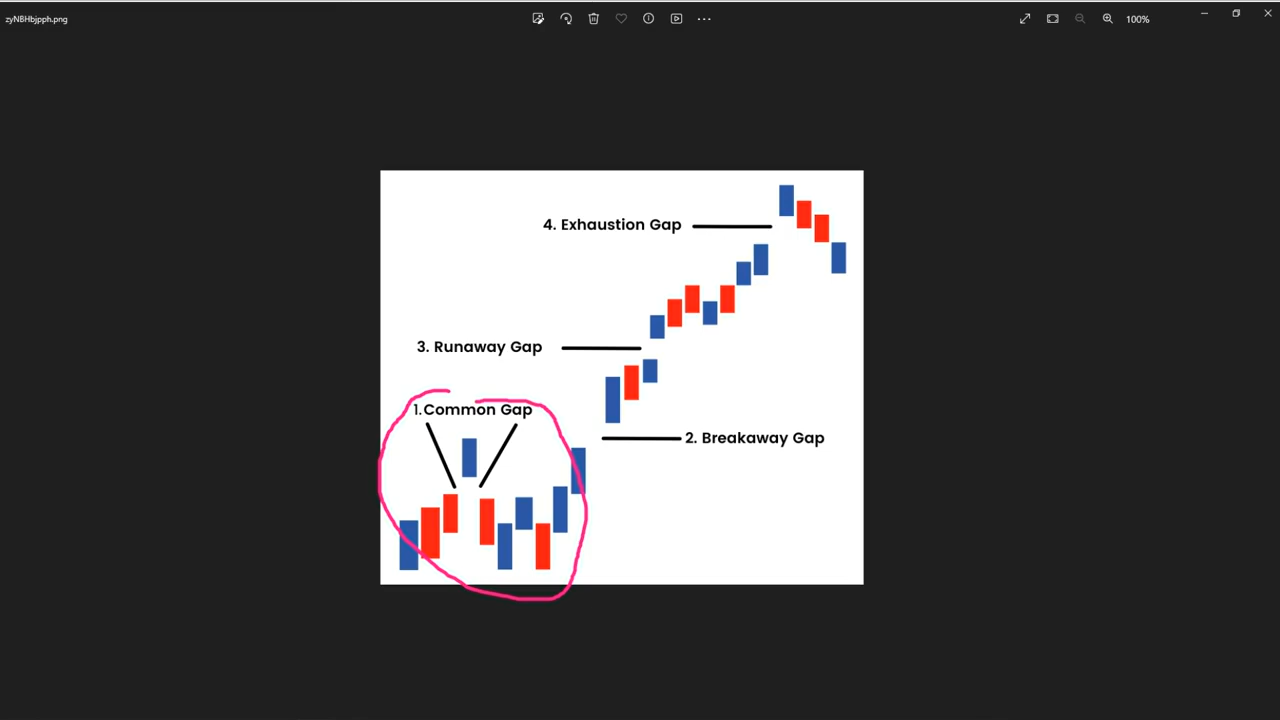 zyNBHbjpph.png
100%
4. Exhaustion Gap
3. Runaway Gap
1.Common Gap
2. Breakaway Gap